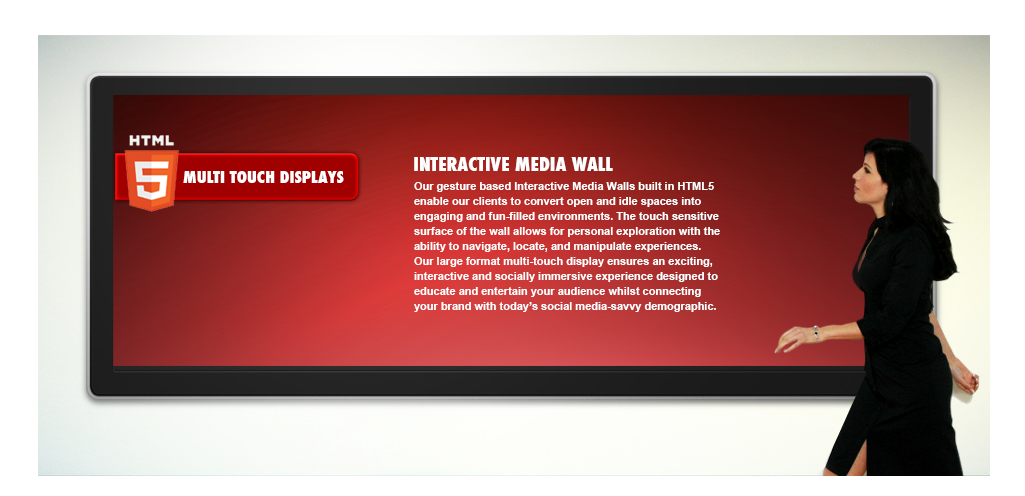 HTML
5
MULTI TOUCH DISPLAYS
INTERACTIVE MEDIA WALL
Our gesture based Interactive Media Walls built in HTML5
enable our clients to convert open and idle spaces into
engaging and fun-filled environments. The touch sensitive
surface of the wall allows for personal exploration with the
ability to navigate, locate, and manipulate experiences.
Our large format multi-touch display ensures an exciting,
interactive and socially immersive experience designed to
educate and entertain your audience whilst connecting
your brand with today's social media-savvy demographic.